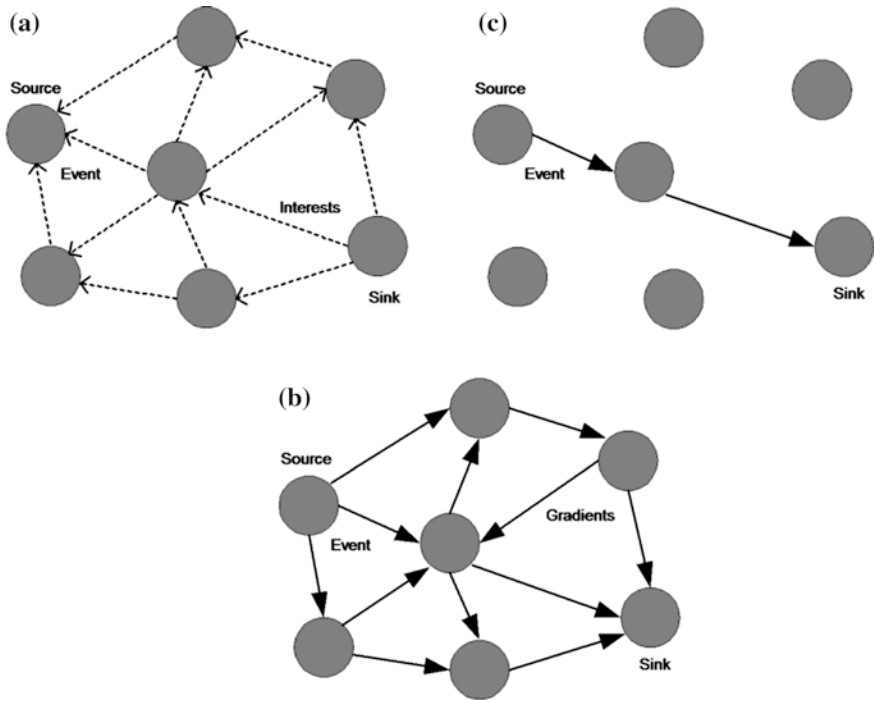 (a)
Source
Event
Interests
Sink
(c)
Source
Event
Sink
(b)
Source
Event
Gradients
Sink